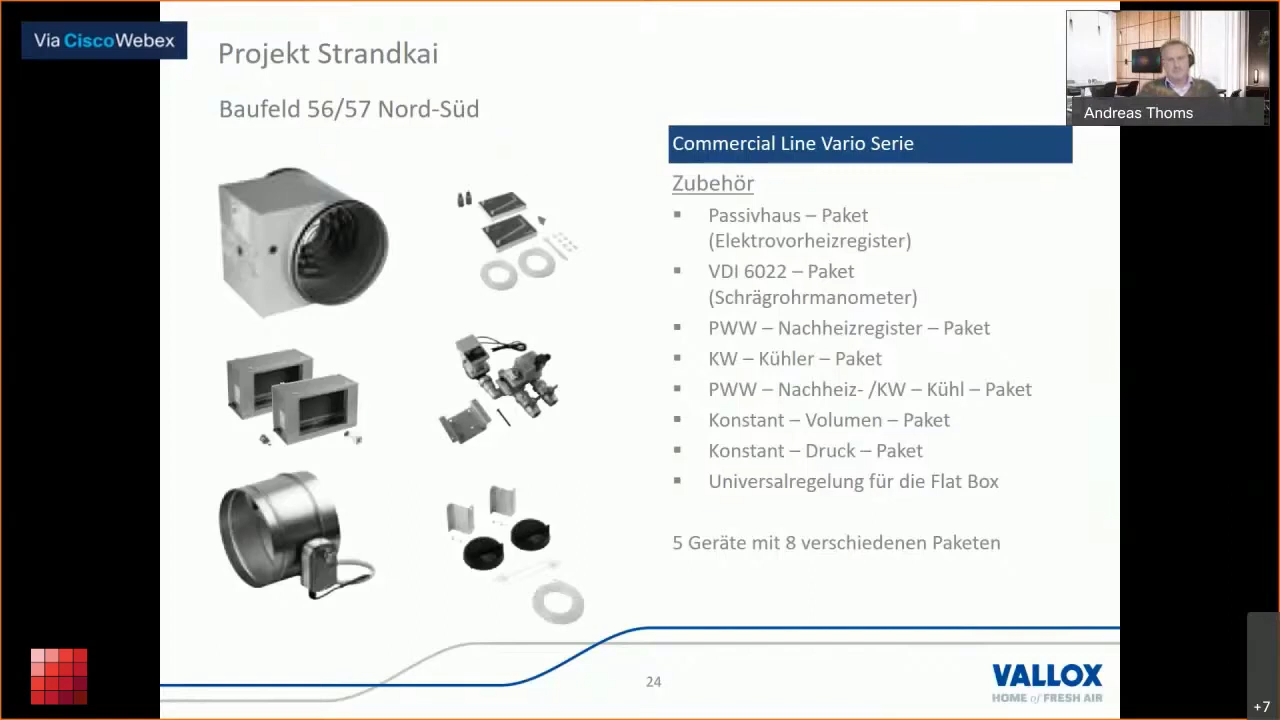 Via Cisco Webex
Projekt Strandkai
Baufeld 56/57 Nord-Süd
Andreas Thoms
Commercial Line Vario Serie
Zubehör
▪ Passivhaus – Paket
(Elektrovorheizregister)
▪ VDI 6022 – Paket
(Schrägrohrmanometer)
▪ PWW – Nachheizregister – Paket
▪ KW – Kühler – Paket
▪ PWW – Nachheiz- /KW – Kühl – Paket
▪ Konstant – Volumen – Paket
▪ Konstant – Druck – Paket
▪ Universalregelung für die Flat Box
5 Geräte mit 8 verschiedenen Paketen
24
VALLOX
HOME of FRESH AIR
+7